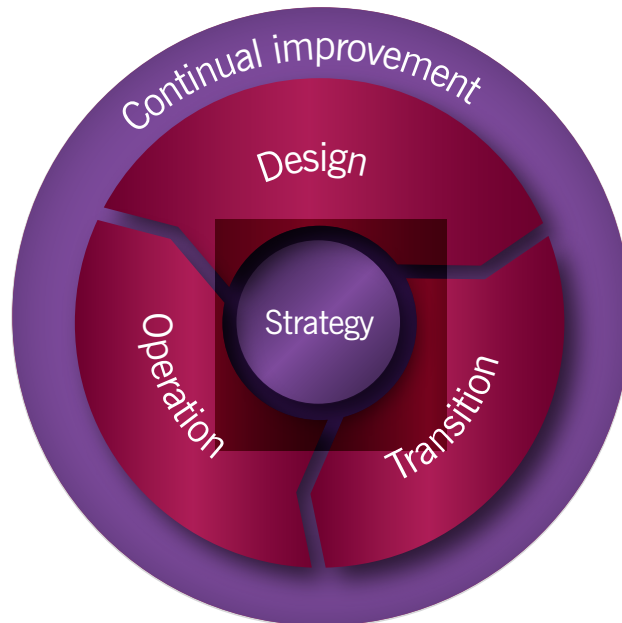 Continual improvement
Design
Strategy
Operation
Transition